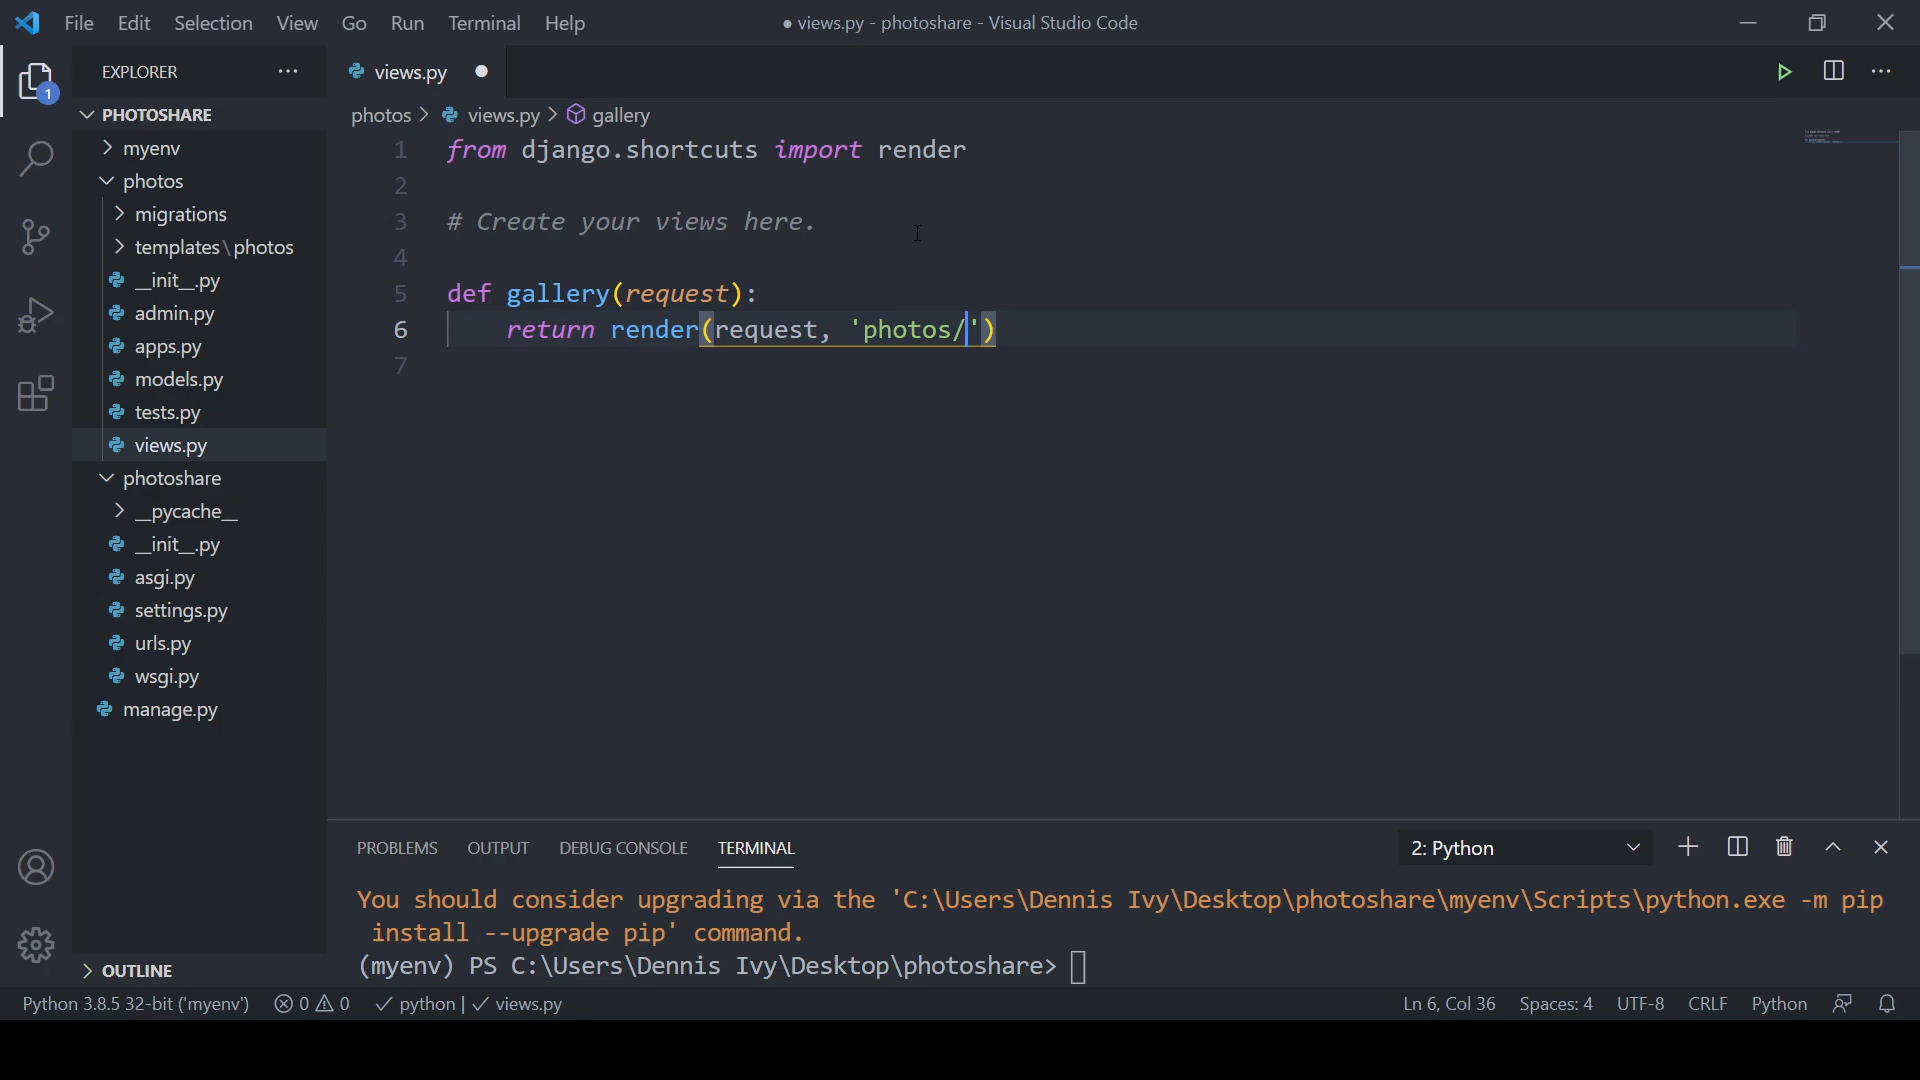 File Edit Selection View Go Run Terminal Help ● views.py - photoshare - Visual Studio Code
EXPLORER ···
views.py ●
1
PHOTOSHARE
photos > views.py > gallery
myenv
photos
migrations
templates\photos
__init__.py
admin.py
apps.py
models.py
tests.py
views.py
photoshare
__pycache__
__init__.py
asgi.py
settings.py
urls.py
wsgi.py
manage.py
OUTLINE
1 from django.shortcuts import render
2
3 # Create your views here.
4
5 def gallery(request):
6 return render(request, 'photos/')
7
PROBLEMS OUTPUT DEBUG CONSOLE TERMINAL 2: Python
You should consider upgrading via the 'C:\Users\Dennis Ivy\Desktop\photoshare\myenv\Scripts\python.exe -m pip
install --upgrade pip' command.
(myenv) PS C:\Users\Dennis Ivy\Desktop\photoshare>
Python 3.8.5 32-bit ('myenv') 0 0 ✓ python | ✓ views.py Ln 6, Col 36 Spaces: 4 UTF-8 CRLF Python